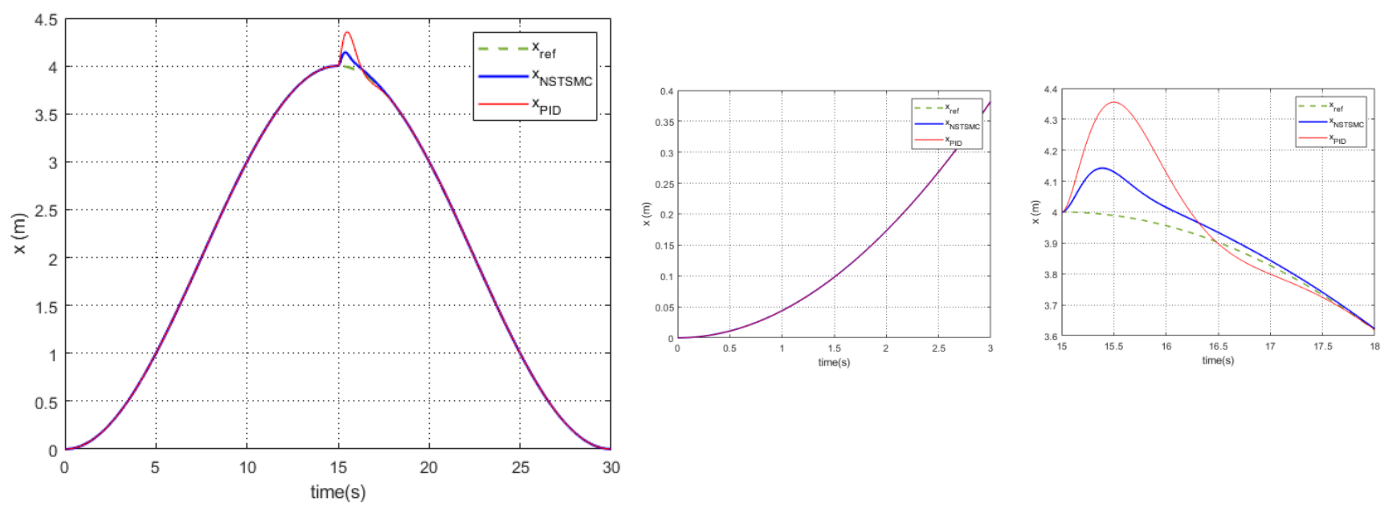 4.5
4
3.5
3
2.5
2
1.5
1
0.5
0
x (m)
0 5 10 15 20 25 30
time(s)
x_ref
x_NSTSMC
x_PID
0.4
0.35
0.3
0.25
0.2
0.15
0.1
0.05
0
x (m)
0 0.5 1 1.5 2 2.5 3
time(s)
x_ref
x_NSTSMC
x_PID
4.4
4.3
4.2
4.1
4
3.9
3.8
3.7
3.6
x (m)
15 15.5 16 16.5 17 17.5 18
time(s)
x_ref
x_NSTSMC
x_PID